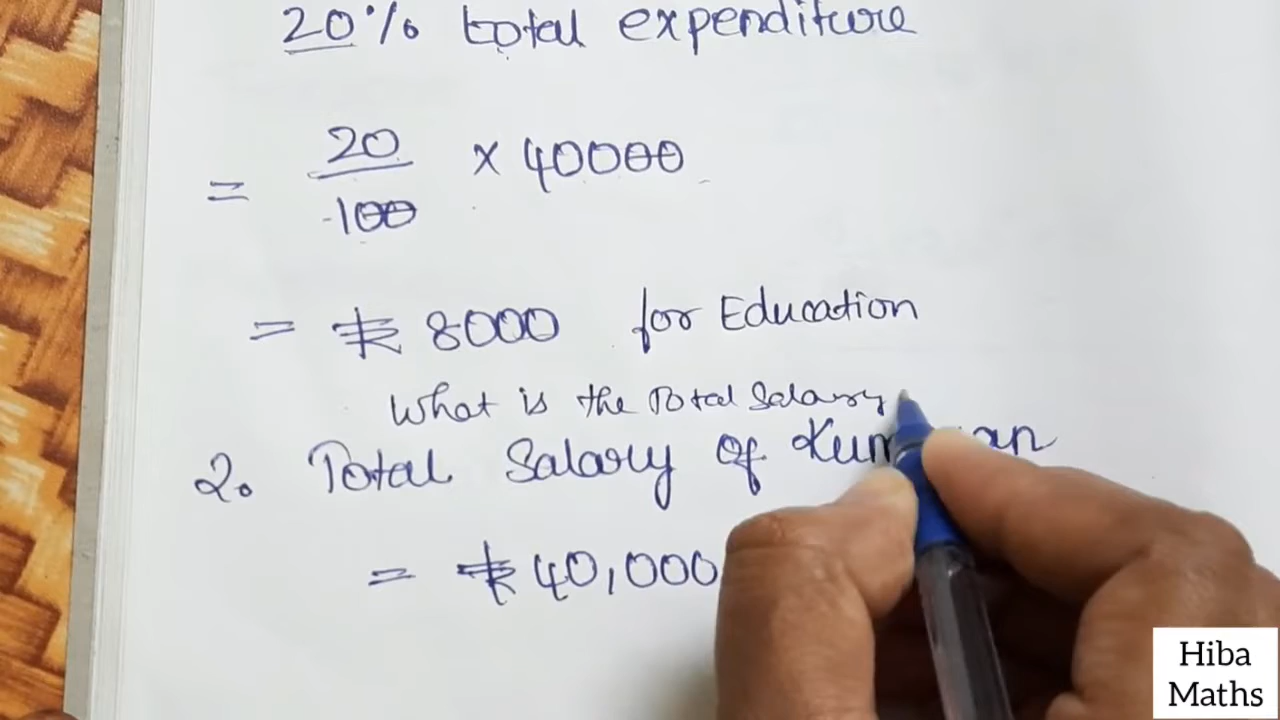 20% total expenditure
= 20/100 × 40000
= ₹ 8000 for Education
What is the Total Salary
2. Total Salary of
= ₹ 40,000
Hiba
Maths